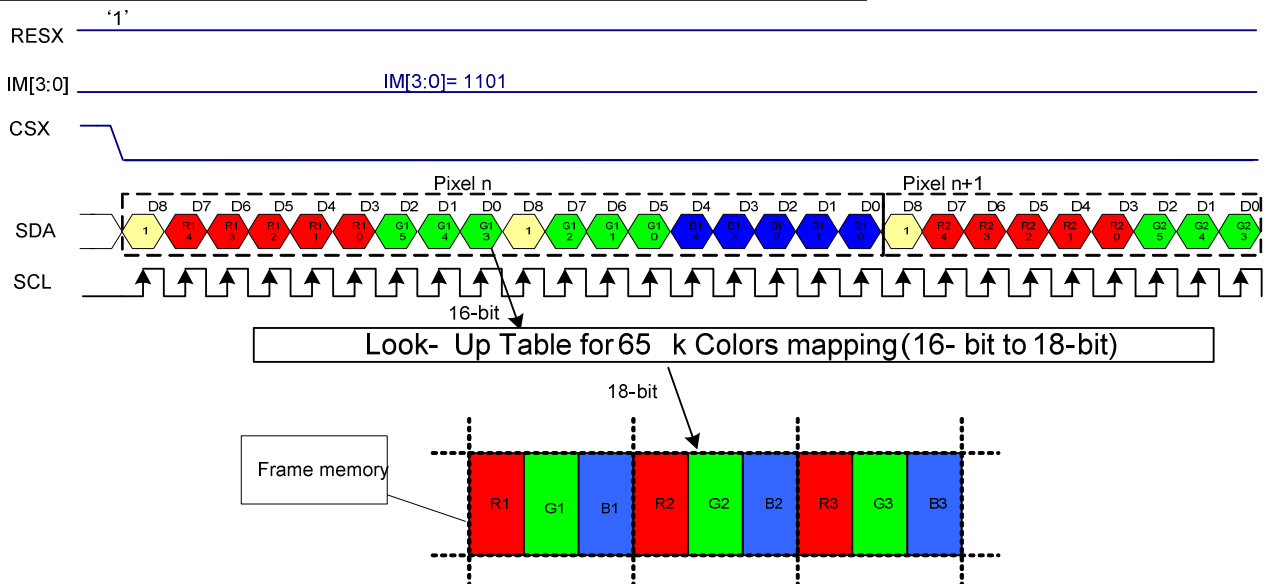 ‘1’
RESX
IM[3:0]
IM[3:0]= 1101
CSX
Pixel n
Pixel n+1
D8 D7 D6 D5 D4 D3 D2 D1 D0 D8 D7 D6 D5 D4 D3 D2 D1 D0 D8 D7 D6 D5 D4 D3 D2 D1 D0
SDA
1 R1 4 R1 3 R1 2 R1 1 R1 0 G1 5 G1 4 G1 3 1 G1 2 G1 1 G1 0 B1 4 B1 3 B1 2 B1 1 B1 0 1 R2 4 R2 3 R2 2 R2 1 R2 0 G2 5 G2 4 G2 3
SCL
16-bit
Look- Up Table for 65 k Colors mapping (16- bit to 18-bit)
18-bit
Frame memory
R1 G1 B1 R2 G2 B2 R3 G3 B3